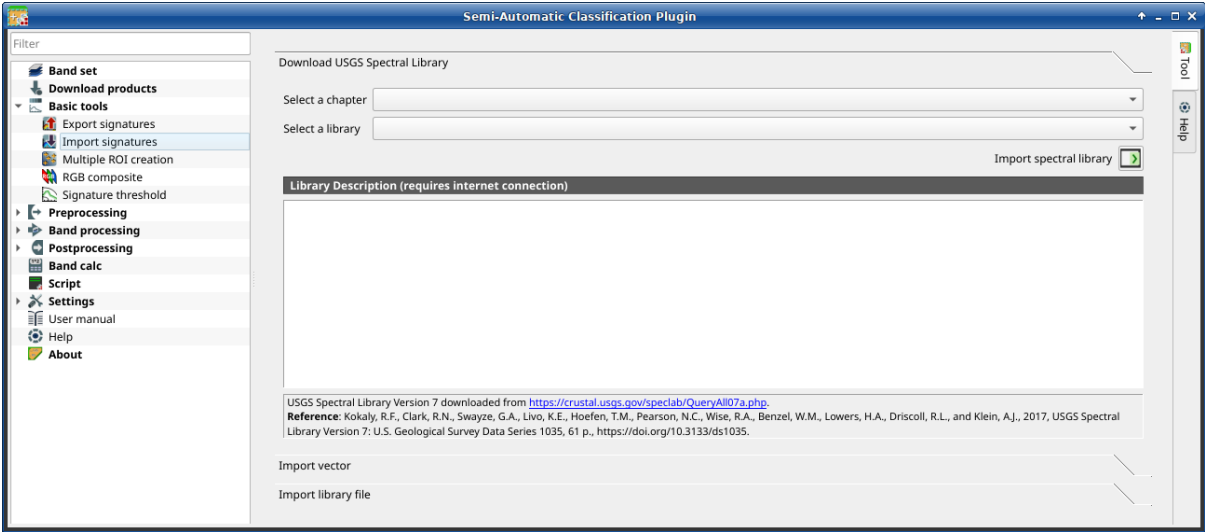 Semi-Automatic Classification Plugin
Filter
Band set
Download products
Basic tools
Export signatures
Import signatures
Multiple ROI creation
RGB composite
Signature threshold
Preprocessing
Band processing
Postprocessing
Band calc
Script
Settings
User manual
Help
About
Download USGS Spectral Library
Select a chapter
Select a library
Import spectral library
Library Description (requires internet connection)
USGS Spectral Library Version 7 downloaded from https://crustal.usgs.gov/speclab/QueryAll07a.php.
Reference: Kokaly, R.F., Clark, R.N., Swayze, G.A., Livo, K.E., Hoefen, T.M., Pearson, N.C., Wise, R.A., Benzel, W.M., Lowers, H.A., Driscoll, R.L., and Klein, A.J., 2017, USGS Spectral
Library Version 7: U.S. Geological Survey Data Series 1035, 61 p., https://doi.org/10.3133/ds1035.
Import vector
Import library file
Tool
Help